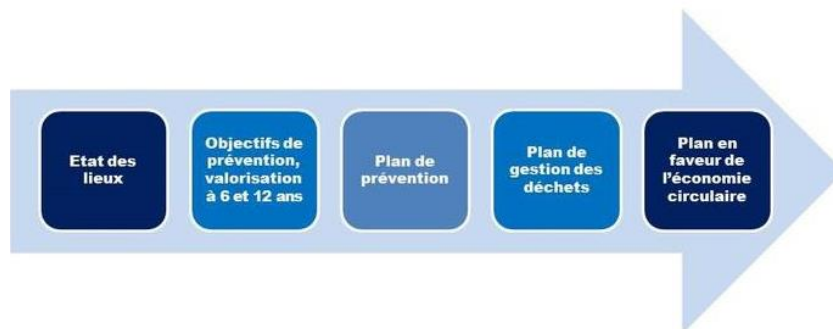 Etat des
lieux
Objectifs de
prévention,
valorisation
à 6 et 12 ans
Plan de
prévention
Plan de
gestion des
déchets
Plan en
faveur de
l'économie
circulaire